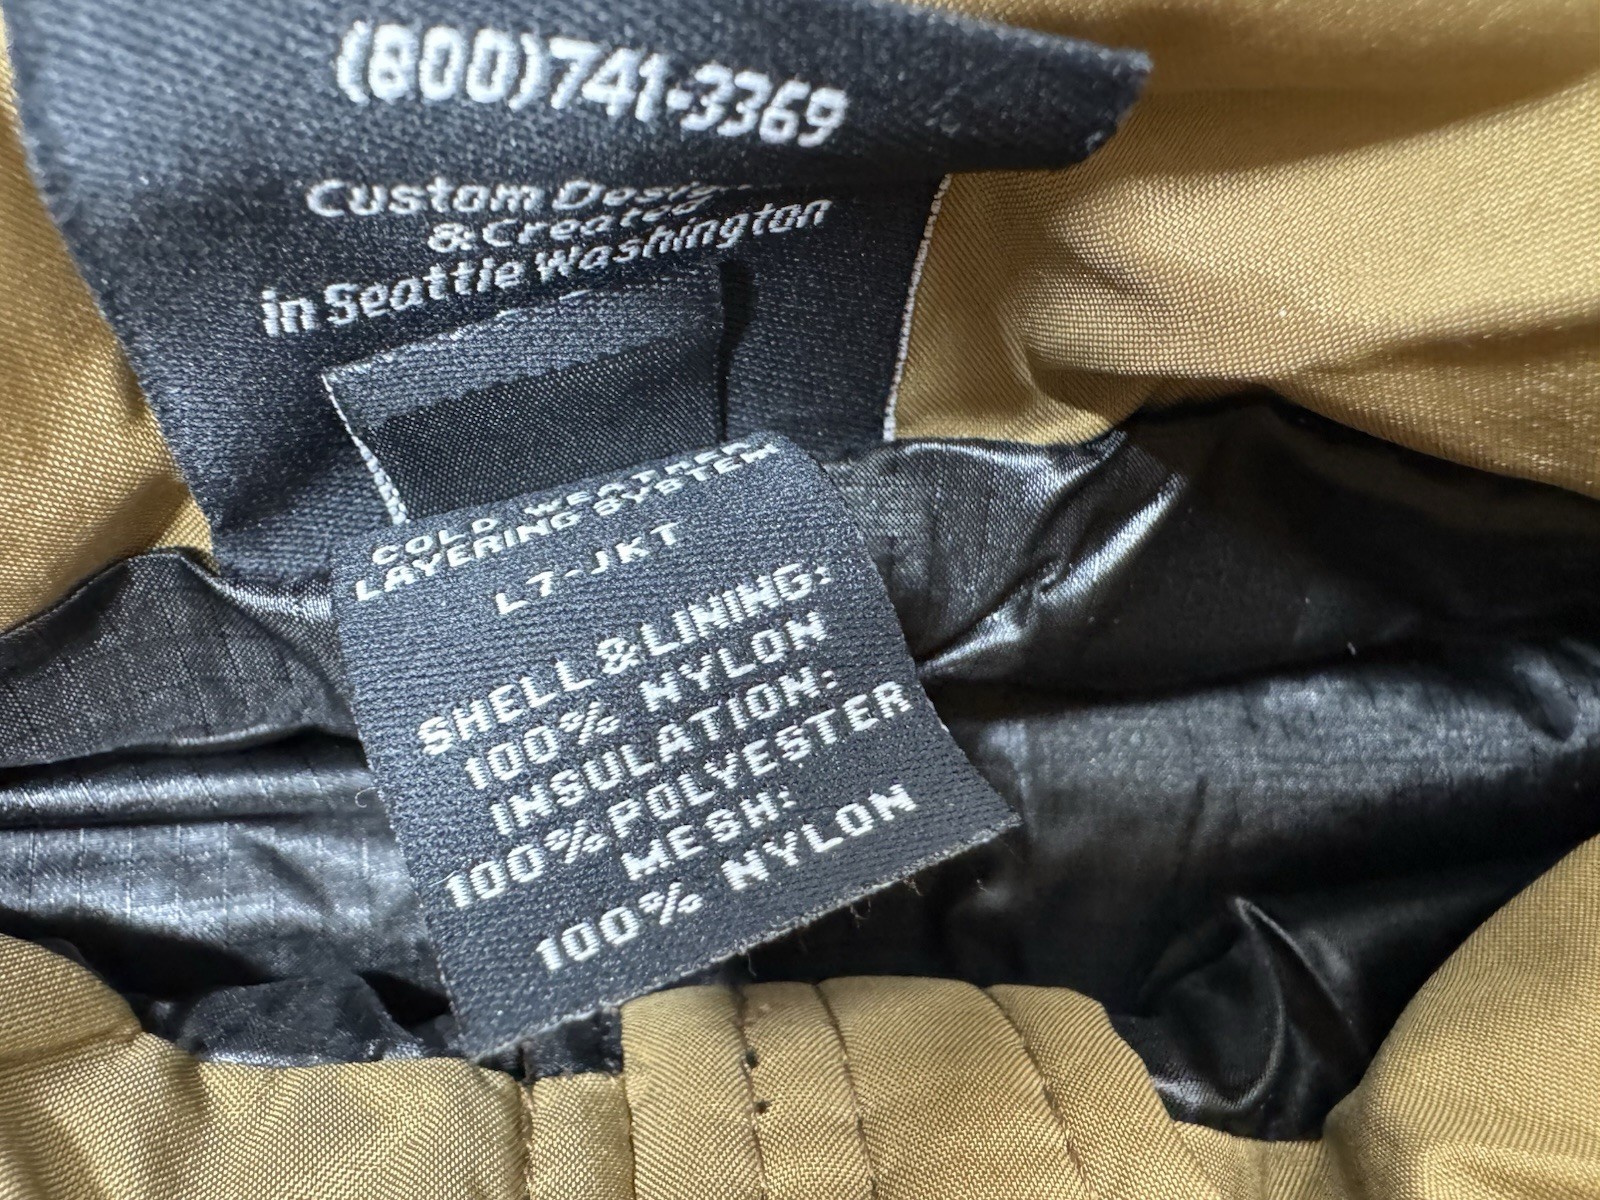 (800)741-3369
Custom Design
& Created
in Seattle Washington
COLD WEATHER
LAYERING SYSTEM
L7-JKT
SHELL & LINING:
100% NYLON
INSULATION:
100% POLYESTER
MESH:
100% NYLON